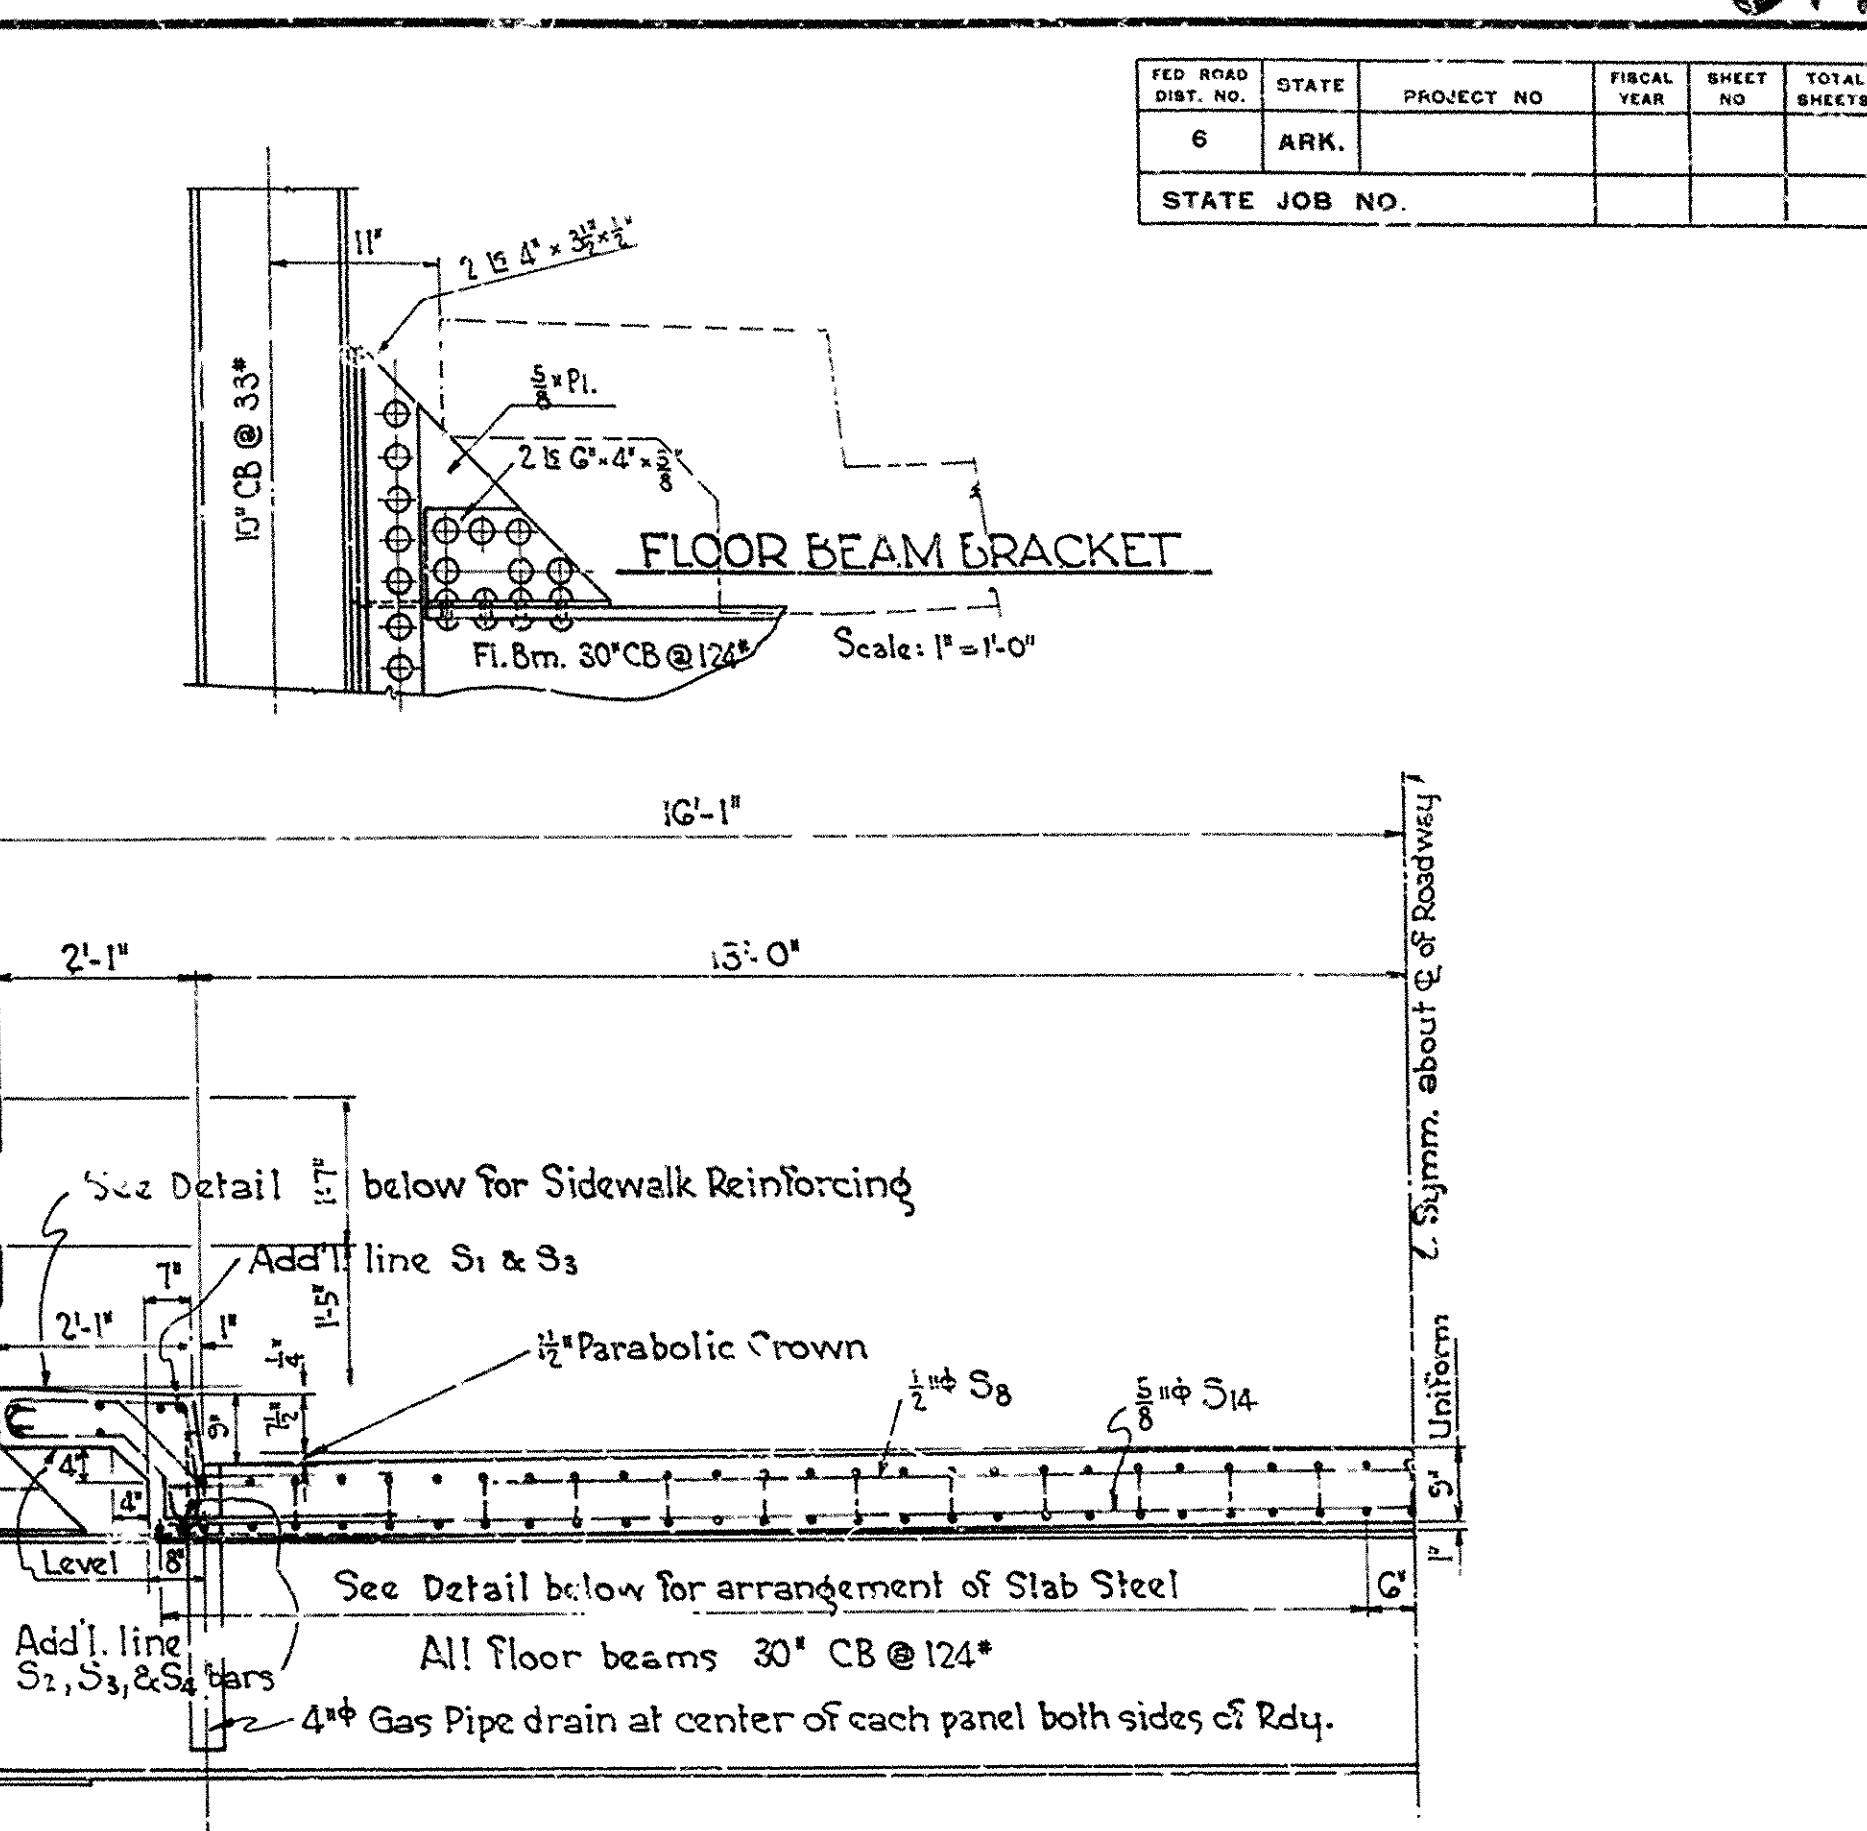 FED ROAD DIST. NO.
STATE
PROJECT NO
FISCAL YEAR
SHEET NO
TOTAL SHEETS
6
ARK.
STATE JOB NO.
11"
2 Ls 4" × 3½" × ½"
10" CB @ 33#
⅝" Pl.
2 Ls 6" × 4" × ⅜"
FLOOR BEAM BRACKET
Fl. Bm. 30" CB @ 124#
Scale: 1" = 1'-0"
16'-1"
2'-1"
15'-0"
Symm. about ℄ of Roadway
1'-7"
See Detail below for Sidewalk Reinforcing
Add'l. line S1 & S3
7"
1'-5"
2'-1"
1"
¼"
1½" Parabolic Crown
½"ϕ S8
⅝"ϕ S14
Uniform
9"
7½"
4"
4"
9"
1"
Level
8"
See Detail below for arrangement of Slab Steel
6"
Add'l. line
S2, S3, & S4 bars
All floor beams 30" CB @ 124#
4"ϕ Gas Pipe drain at center of each panel both sides of Rdy.